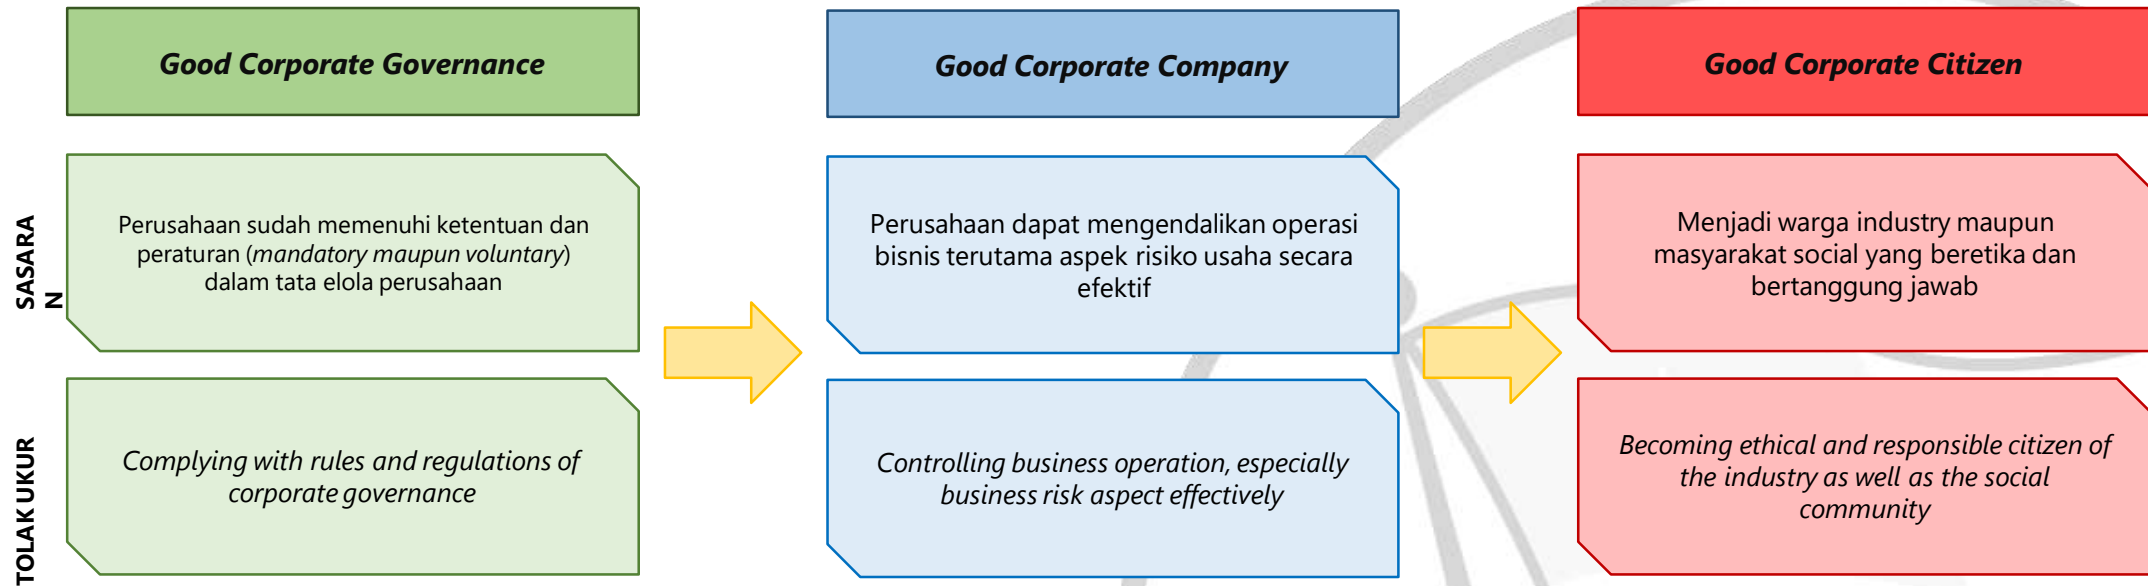 Good Corporate Governance
Good Corporate Company
Good Corporate Citizen
SASARA
N
Perusahaan sudah memenuhi ketentuan dan
peraturan (mandatory maupun voluntary)
dalam tata elola perusahaan
Perusahaan dapat mengendalikan operasi
bisnis terutama aspek risiko usaha secara
efektif
Menjadi warga industry maupun
masyarakat social yang beretika dan
bertanggung jawab
TOLAK UKUR
Complying with rules and regulations of
corporate governance
Controlling business operation, especially
business risk aspect effectively
Becoming ethical and responsible citizen of
the industry as well as the social
community